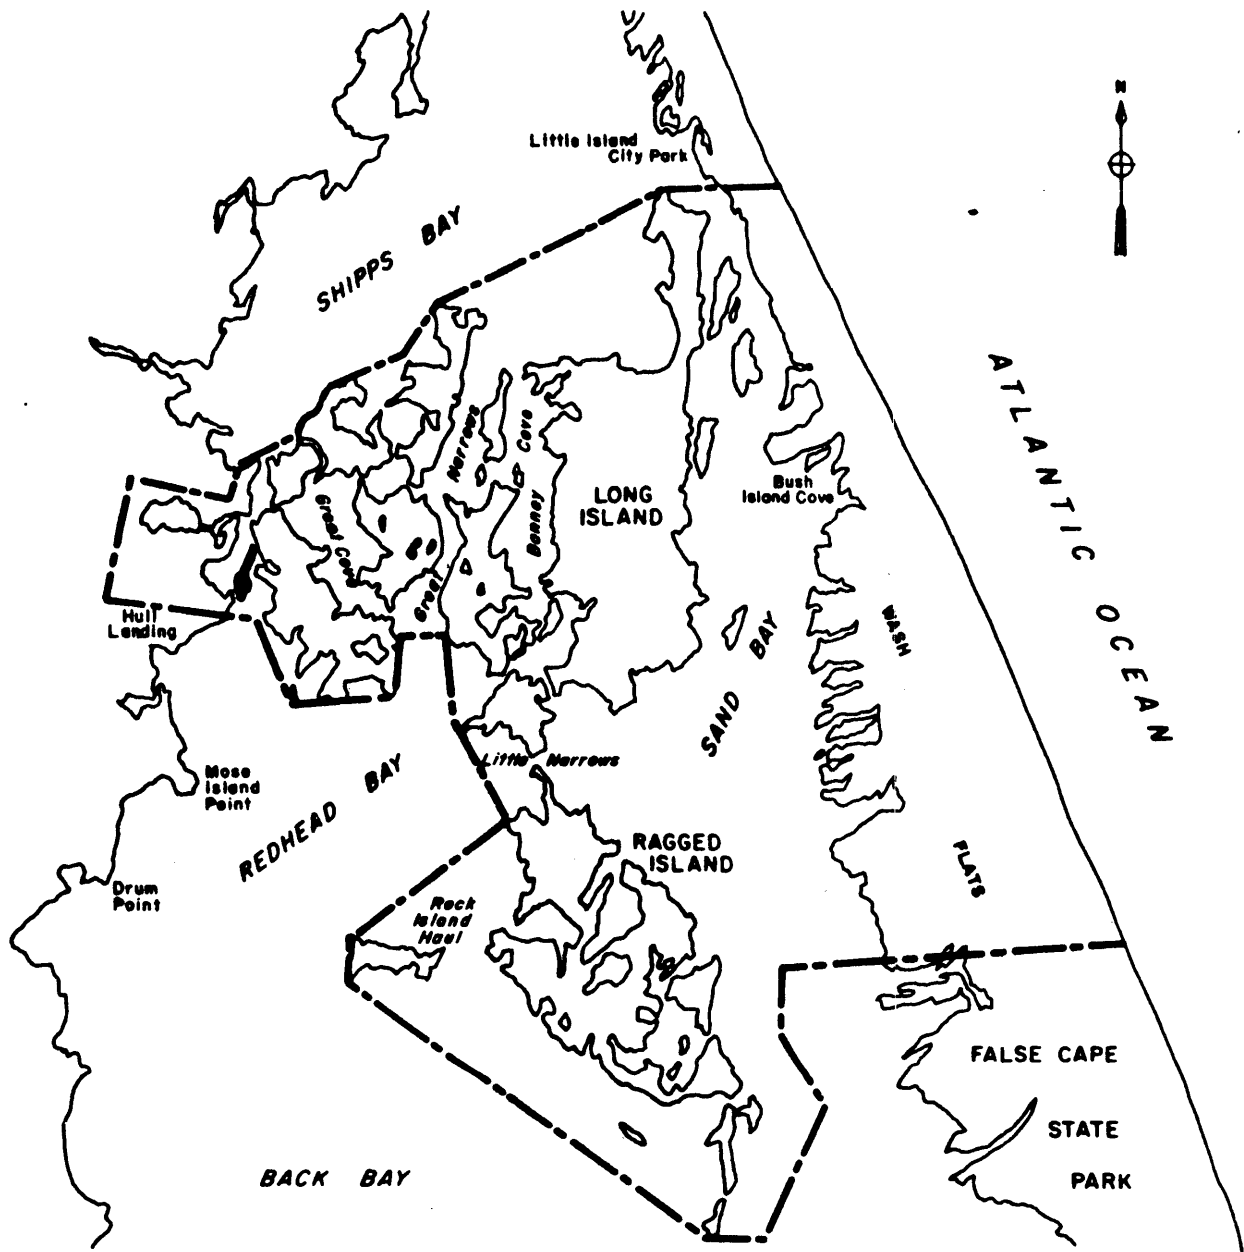 N
Little Island
City Park
SHIPPS BAY
ATLANTIC OCEAN
Narrows
Cove
Bonney
Great Cove
Great
LONG
ISLAND
Bush
Island Cove
Hull
Landing
WASH
SAND BAY
Little Narrows
Mose
Island
Point
REDHEAD BAY
RAGGED
ISLAND
FLATS
Drum
Point
Rock
Island
Haul
FALSE CAPE
STATE
PARK
BACK BAY